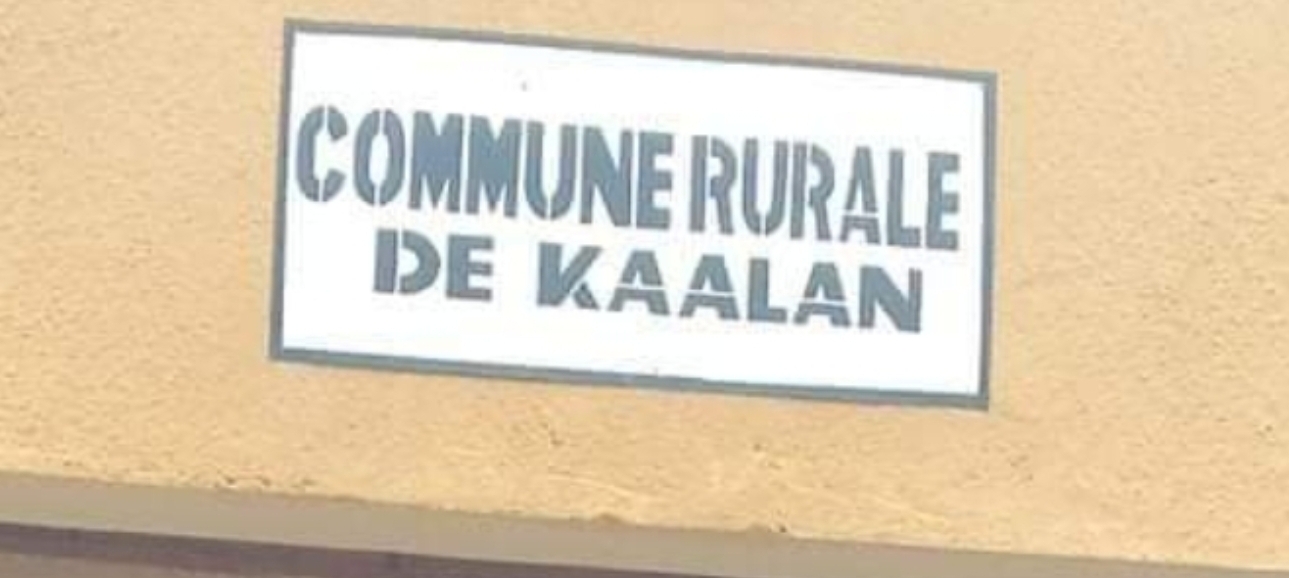 COMMUNE RURALE
DE KAALAN